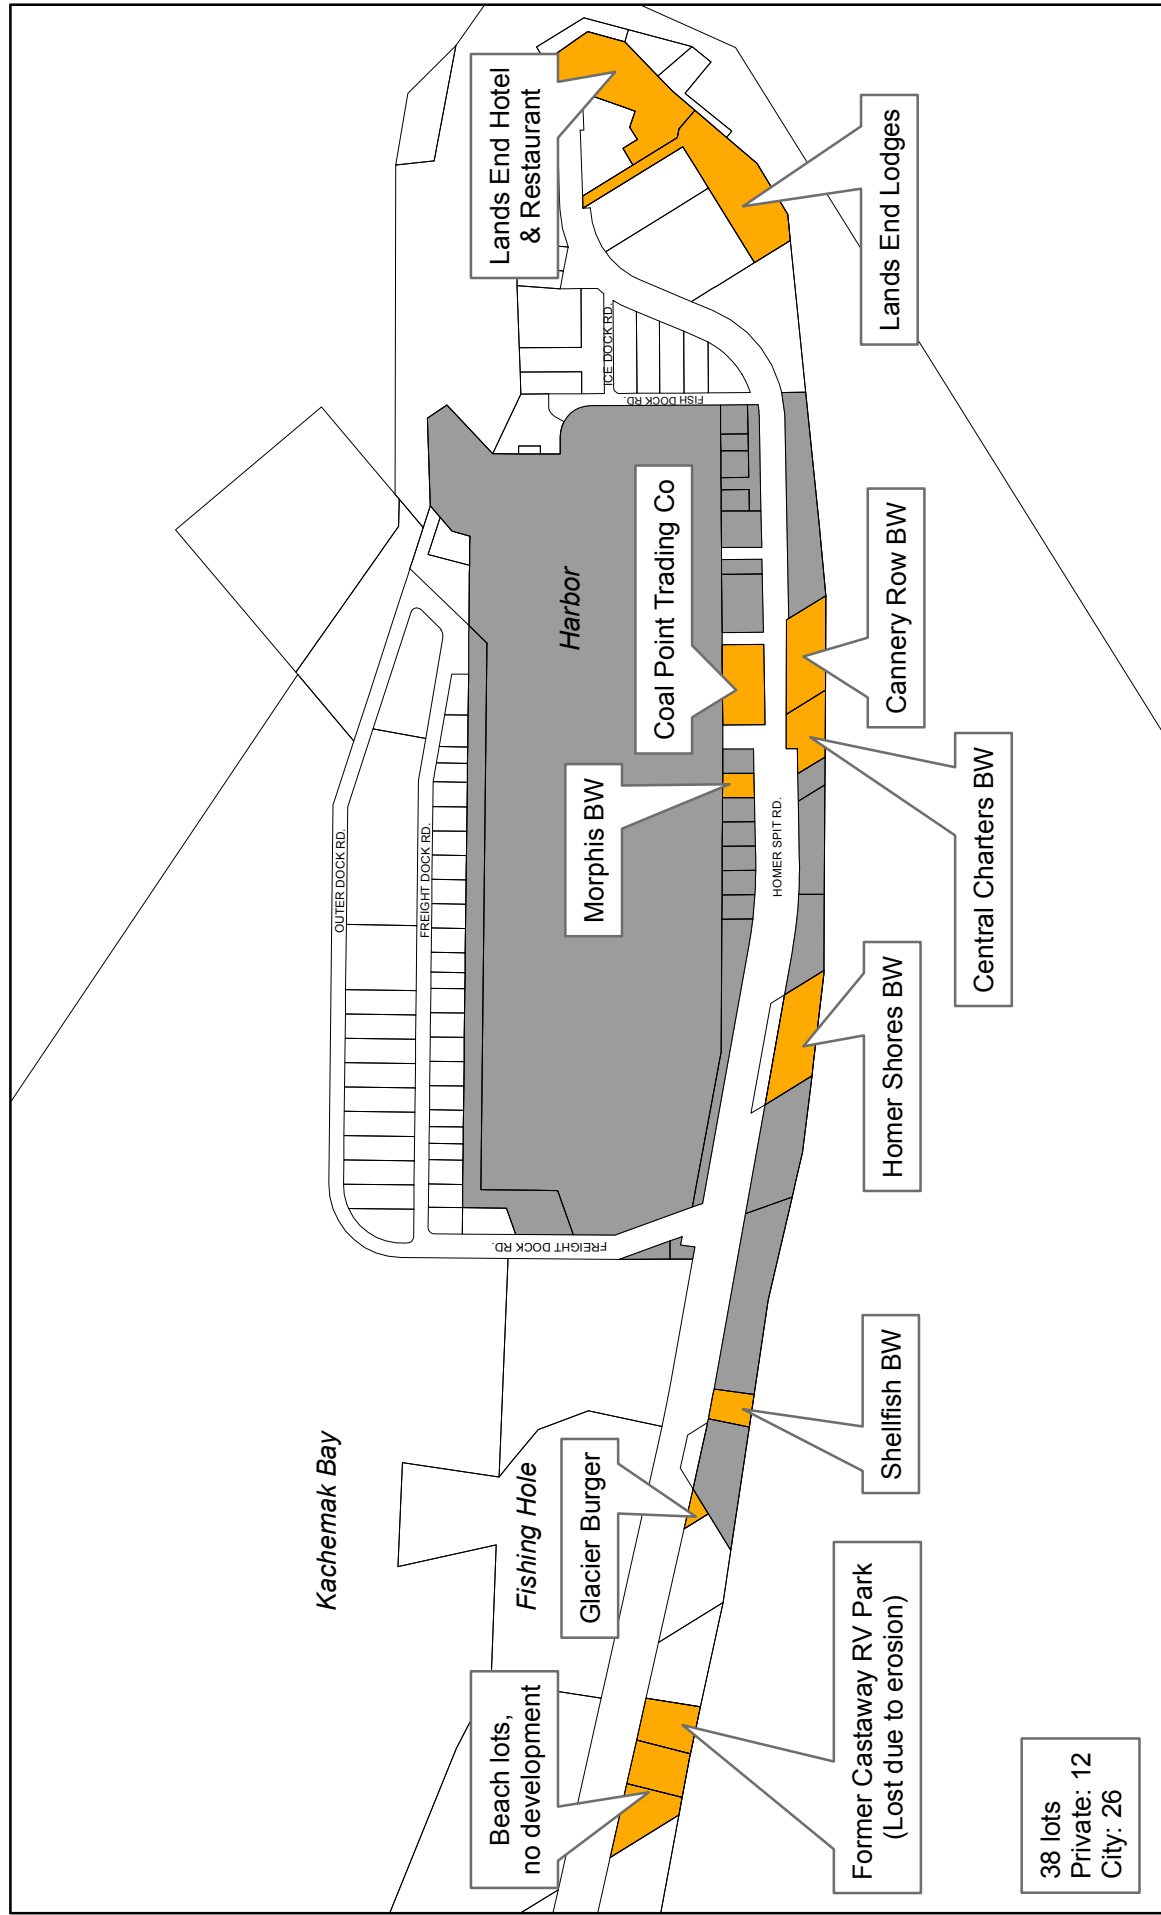 Kachemak Bay
Fishing Hole
Harbor
Beach lots,
no development
Glacier Burger
Former Castaway RV Park
(Lost due to erosion)
Shellfish BW
Homer Shores BW
Central Charters BW
Cannery Row BW
Morphis BW
Coal Point Trading Co
Lands End Hotel
& Restaurant
Lands End Lodges
OUTER DOCK RD.
FREIGHT DOCK RD.
FREIGHT DOCK RD.
HOMER SPIT RD.
FISH DOCK RD.
ICE DOCK RD.
38 lots
Private: 12
City: 26